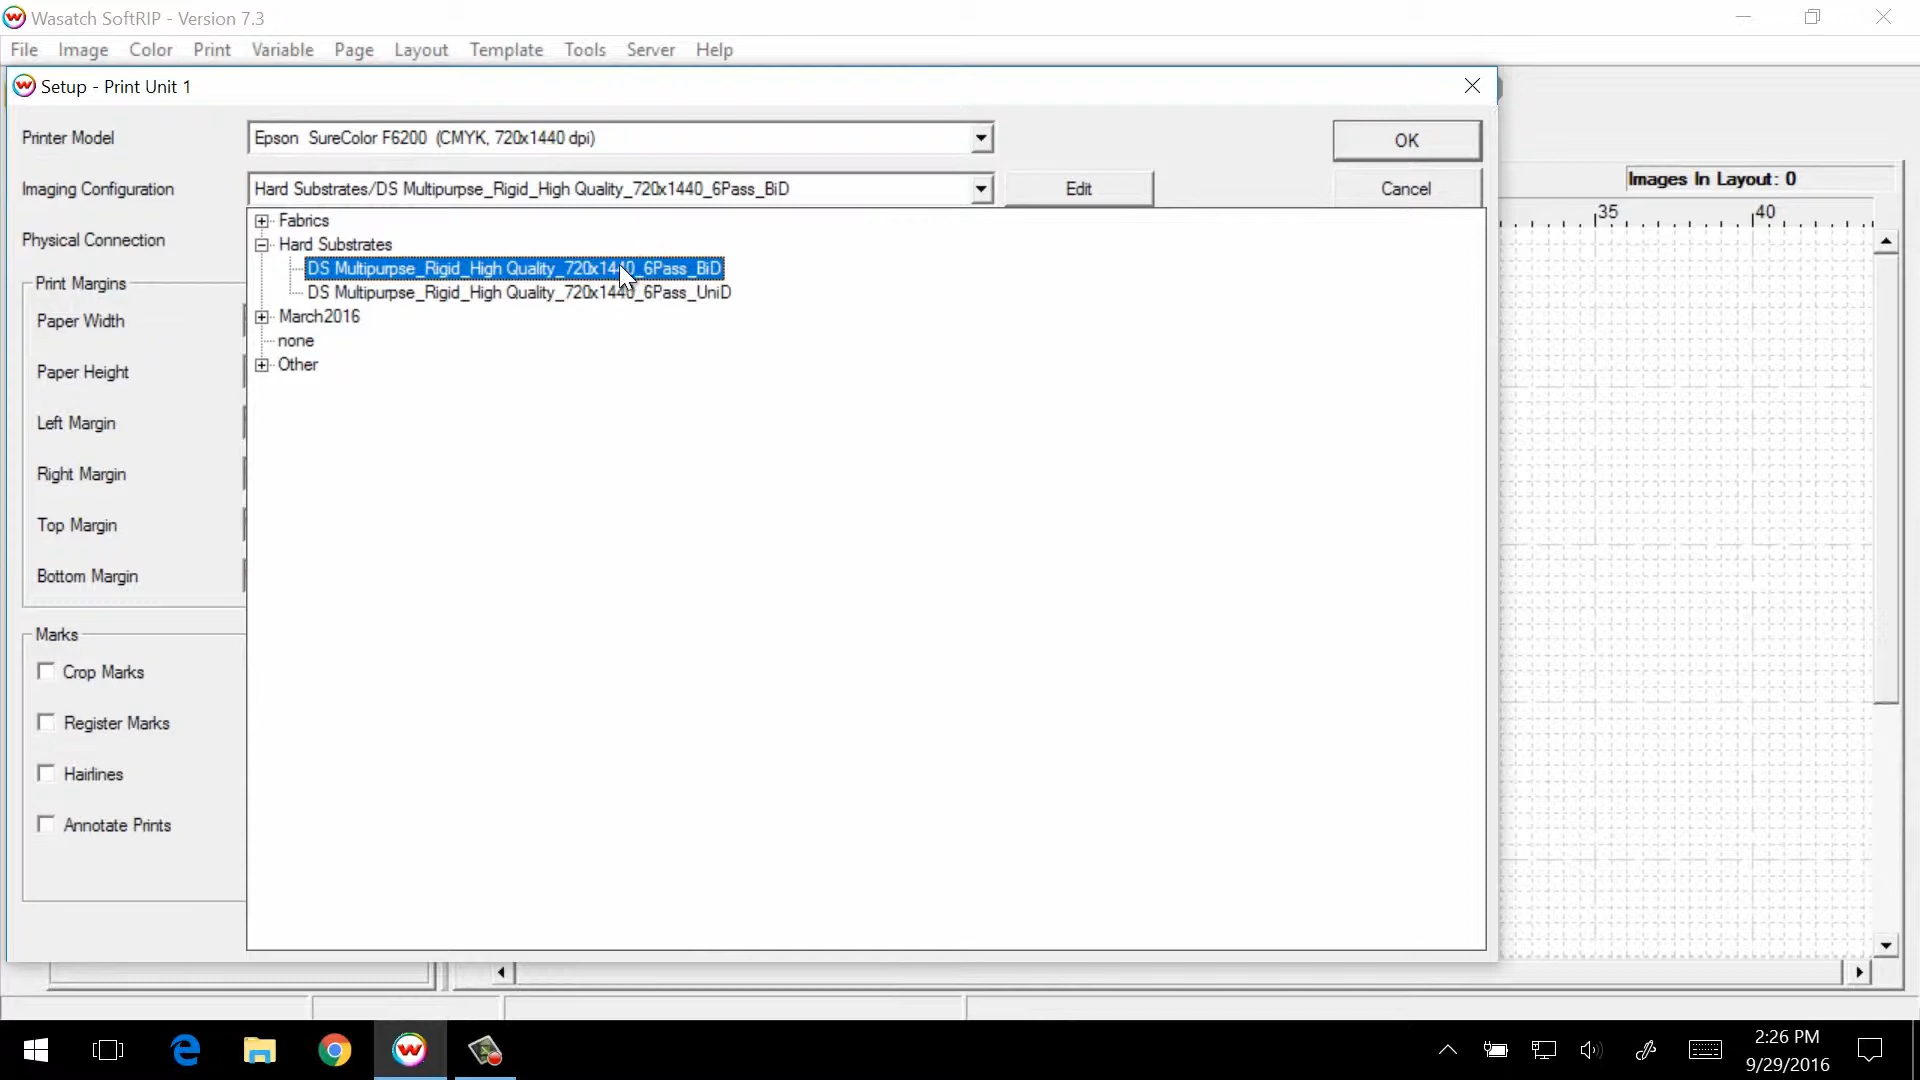 Wasatch SoftRIP - Version 7.3
File Image Color Print Variable Page Layout Template Tools Server Help
Setup - Print Unit 1
Printer Model
Epson SureColor F6200 (CMYK, 720x1440 dpi)
OK
Imaging Configuration
Hard Substrates/DS Multipurpse_Rigid_High Quality_720x1440_6Pass_BiD
Edit
Cancel
Images In Layout: 0
35
40
Fabrics
Hard Substrates
DS Multipurpse_Rigid_High Quality_720x1440_6Pass_BiD
DS Multipurpse_Rigid_High Quality_720x1440_6Pass_UniD
March2016
none
Other
Physical Connection
Print Margins
Paper Width
Paper Height
Left Margin
Right Margin
Top Margin
Bottom Margin
Marks
Crop Marks
Register Marks
Hairlines
Annotate Prints
2:26 PM
9/29/2016